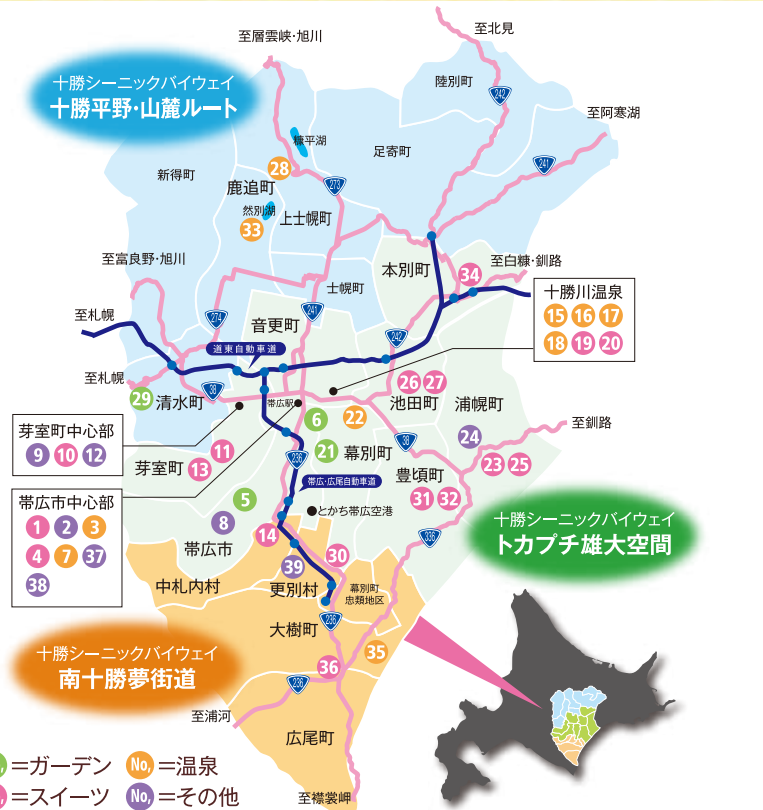 至北見
至層雲峡・旭川
十勝シーニックバイウェイ
十勝平野・山麓ルート
陸別町
242
至阿寒湖
糠平湖
足寄町
241
新得町
28
鹿追町
273
然別湖
上士幌町
33
至富良野・旭川
本別町
34
至白糠・釧路
士幌町
十勝川温泉
15 16 17
18 19 20
至札幌
274
241
音更町
242
道東自動車道
至札幌
29
清水町
38
帯広駅
26 27
池田町
浦幌町
6
22
24
至釧路
芽室町中心部
9 10 12
11
芽室町
13
21
幕別町
38
236
豊頃町
23 25
帯広・広尾自動車道
31 32
帯広市中心部
1 2 3
4 7 37
38
5
8
とかち帯広空港
帯広市
14
336
十勝シーニックバイウェイ
トカプチ雄大空間
30
39
中札内村
更別村
幕別町
忠類地区
236
大樹町
35
十勝シーニックバイウェイ
南十勝夢街道
36
236
至浦河
広尾町
=ガーデン No, =温泉
=スイーツ No, =その他
至襟裳岬